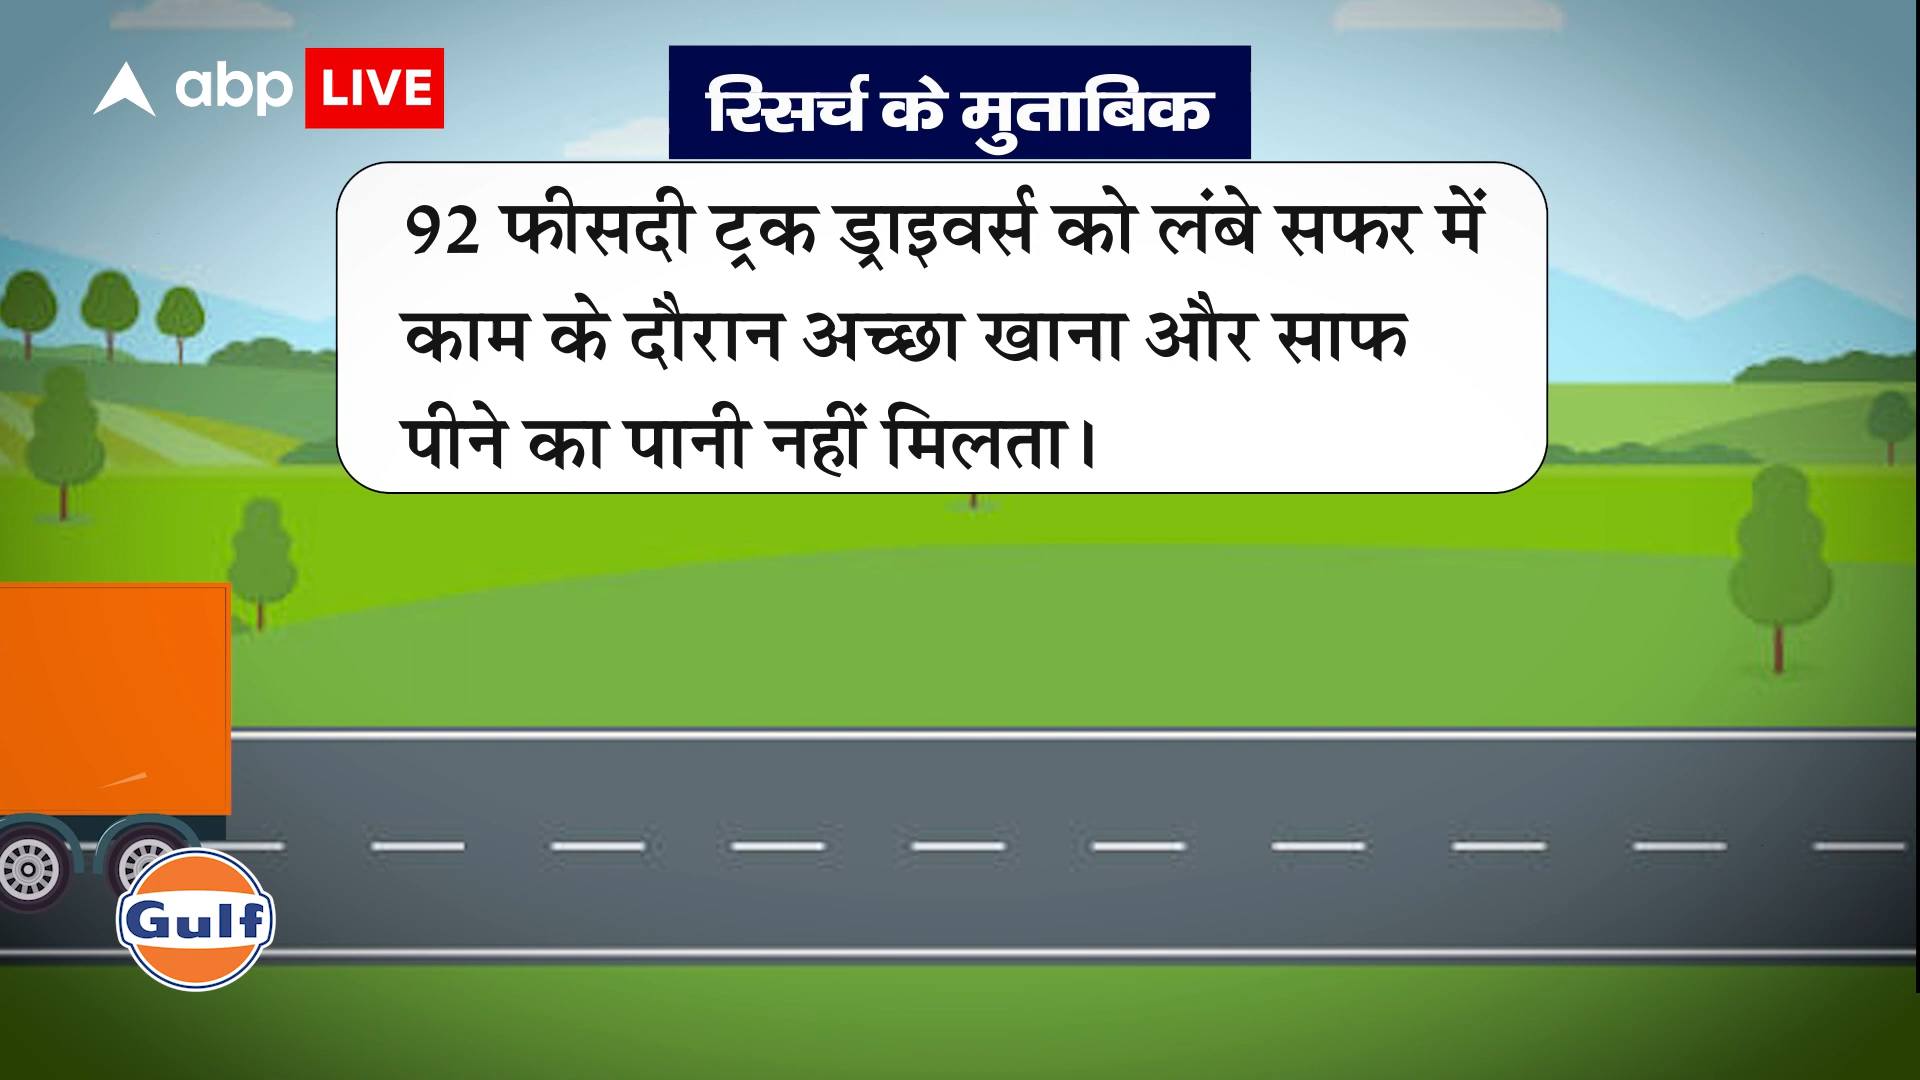 abp LIVE
रिसर्च के मुताबिक
92 फीसदी ट्रक ड्राइवर्स को लंबे सफर में
काम के दौरान अच्छा खाना और साफ
पीने का पानी नहीं मिलता।
Gulf